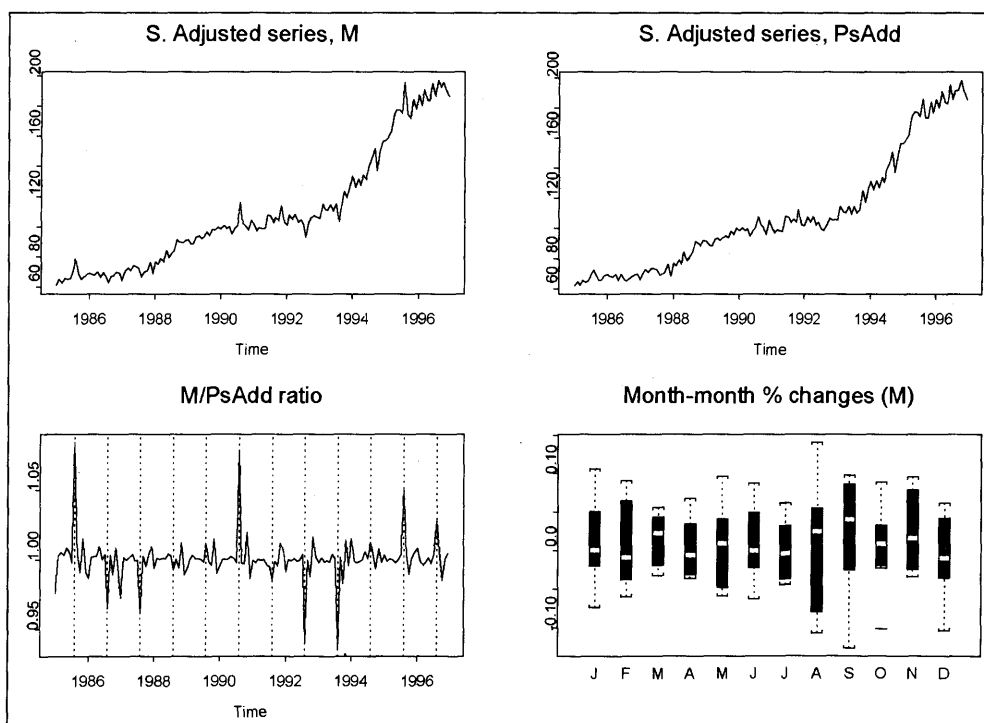 S. Adjusted series, M
200
160
120
80
60
1986 1988 1990 1992 1994 1996
Time
S. Adjusted series, PsAdd
200
160
120
80
60
1986 1988 1990 1992 1994 1996
Time
M/PsAdd ratio
1.05
1.00
0.95
1986 1988 1990 1992 1994 1996
Time
Month-month % changes (M)
0.10
0.0
-0.10
J F M A M J J A S O N D